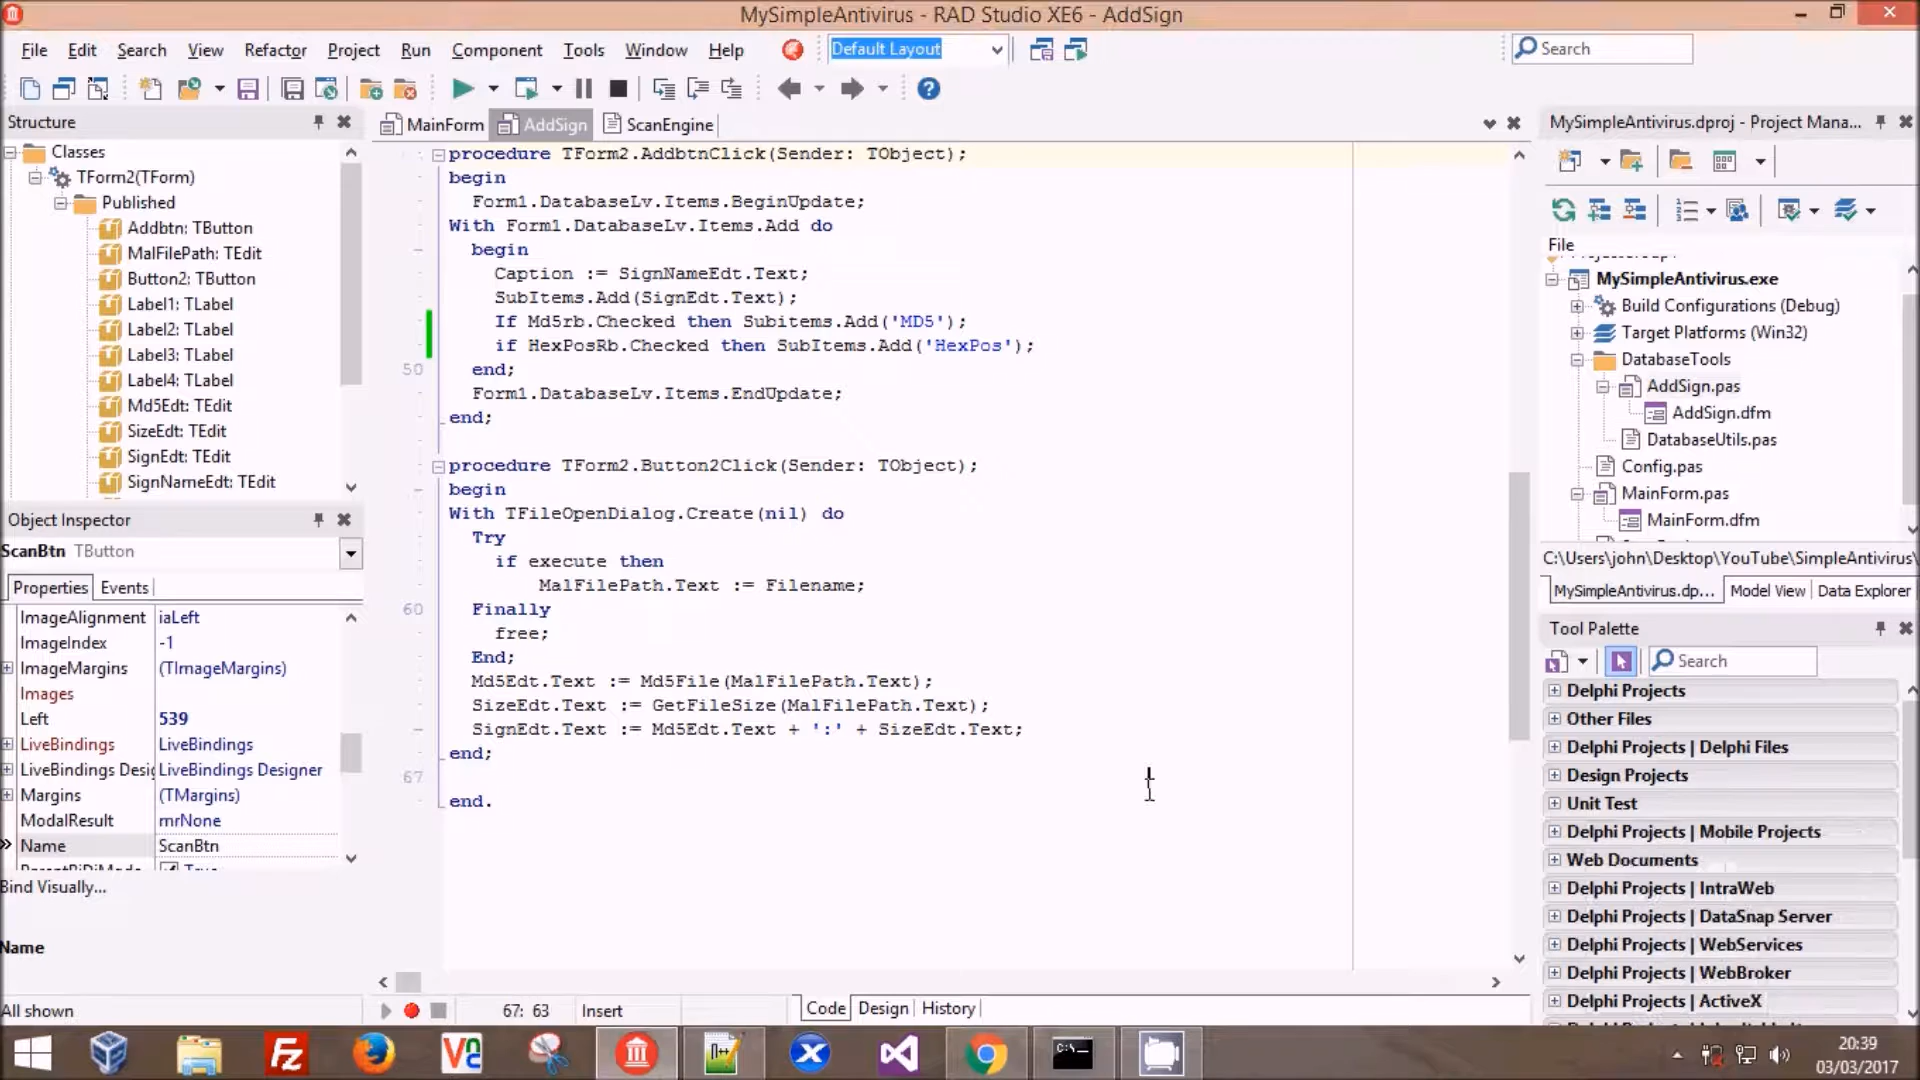 MySimpleAntivirus - RAD Studio XE6 - AddSign
File Edit Search View Refactor Project Run Component Tools Window Help
Default Layout
Search
Structure
Classes
TForm2(TForm)
Published
Addbtn: TButton
MalFilePath: TEdit
Button2: TButton
Label1: TLabel
Label2: TLabel
Label3: TLabel
Label4: TLabel
Md5Edt: TEdit
SizeEdt: TEdit
SignEdt: TEdit
SignNameEdt: TEdit
Object Inspector
ScanBtn TButton
Properties Events
ImageAlignment iaLeft
ImageIndex -1
ImageMargins (TImageMargins)
Images
Left 539
LiveBindings LiveBindings
LiveBindings Desig LiveBindings Designer
Margins (TMargins)
ModalResult mrNone
Name ScanBtn
ParentBiDiMode True
Bind Visually...
Name
All shown
MainForm AddSign ScanEngine
procedure TForm2.AddbtnClick(Sender: TObject);
begin
Form1.DatabaseLv.Items.BeginUpdate;
With Form1.DatabaseLv.Items.Add do
begin
Caption := SignNameEdt.Text;
SubItems.Add(SignEdt.Text);
If Md5rb.Checked then Subitems.Add('MD5');
if HexPosRb.Checked then SubItems.Add('HexPos');
50 end;
Form1.DatabaseLv.Items.EndUpdate;
end;
procedure TForm2.Button2Click(Sender: TObject);
begin
With TFileOpenDialog.Create(nil) do
Try
if execute then
MalFilePath.Text := Filename;
60 Finally
free;
End;
Md5Edt.Text := Md5File(MalFilePath.Text);
SizeEdt.Text := GetFileSize(MalFilePath.Text);
SignEdt.Text := Md5Edt.Text + ':' + SizeEdt.Text;
end;
67
end.
67: 63 Insert
Code Design History
MySimpleAntivirus.dproj - Project Mana...
File
MySimpleAntivirus.exe
Build Configurations (Debug)
Target Platforms (Win32)
DatabaseTools
AddSign.pas
AddSign.dfm
DatabaseUtils.pas
Config.pas
MainForm.pas
MainForm.dfm
C:\Users\john\Desktop\YouTube\SimpleAntivirus\
MySimpleAntivirus.dp... Model View Data Explorer
Tool Palette
Search
Delphi Projects
Other Files
Delphi Projects | Delphi Files
Design Projects
Unit Test
Delphi Projects | Mobile Projects
Web Documents
Delphi Projects | IntraWeb
Delphi Projects | DataSnap Server
Delphi Projects | WebServices
Delphi Projects | WebBroker
Delphi Projects | ActiveX
20:39
03/03/2017